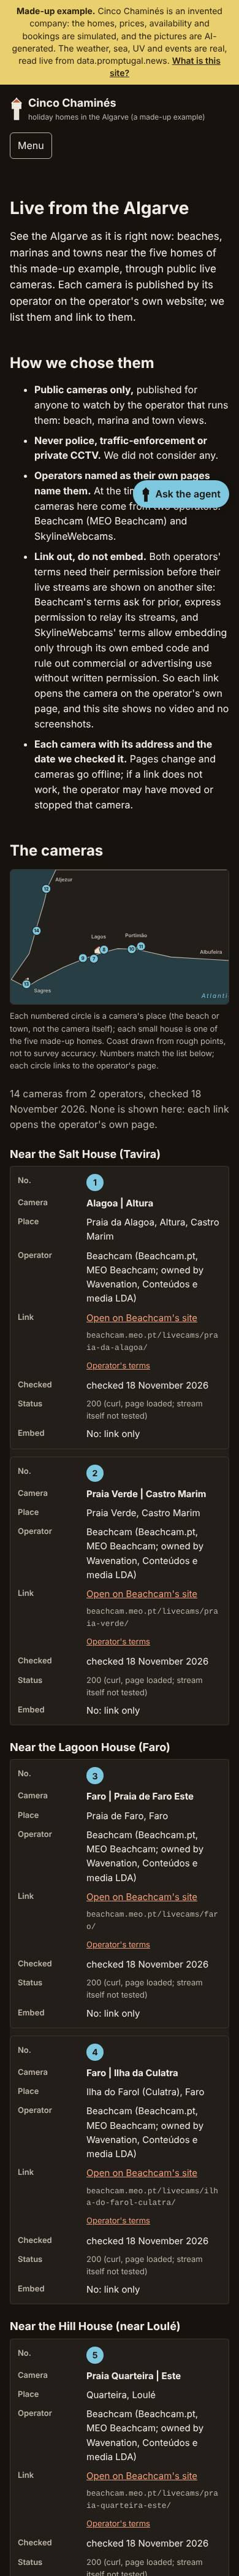 Made-up example. Cinco Chaminés is an invented
company: the homes, prices, availability and
bookings are simulated, and the pictures are AI-
generated. The weather, sea, UV and events are real,
read live from data.promptugal.net. What is this
site?
Cinco Chaminés
holiday homes in the Algarve (a made-up example)
Menu
Live from the Algarve
See the Algarve as it is right now: beaches,
marinas and towns near the five homes of
this made-up example, through public live
cameras. Each camera is published by its
operator on the operator's own website; we
list them and link to them.
How we chose them
• Public cameras only, published for
anyone to watch by the operator that runs
them: beach, marina and town views.
• Never police, traffic-enforcement or
private CCTV. We did not consider any.
• Operators named as their own pages
name them. At the
Ask the agent
cameras here come from two operators:
Beachcam (MEO Beachcam) and
SkylineWebcams.
• Link out, do not embed. Both operators'
terms need their permission before their
live streams are shown on another site:
Beachcam's terms ask for prior, express
permission to relay its streams, and
SkylineWebcams' terms allow embedding
only through its own embed code and
rule out commercial or advertising use
without written permission. So each link
opens the camera on the operator's own
page, and this site shows no video and no
screenshots.
• Each camera with its address and the
date we checked it. Pages change and
cameras go offline; if a link does not
work, the operator may have moved or
stopped that camera.
The cameras
Aljezur
12
14
Lagos
Portimão
8
10
11
9
7
Albufeira
13
Sagres
Atlanti
Each numbered circle is a camera's place (the beach or
town, not the camera itself); each small house is one of
the five made-up homes. Coast drawn from rough points,
not to survey accuracy. Numbers match the list below;
each circle links to the operator's page.
14 cameras from 2 operators, checked 18
November 2026. None is shown here: each link
opens the operator's own page.
Near the Salt House (Tavira)
No. 1
Camera Alagoa | Altura
Place Praia da Alagoa, Altura, Castro
Marim
Operator Beachcam (Beachcam.pt,
MEO Beachcam; owned by
Wavenation, Conteúdos e
media LDA)
Link Open on Beachcam's site
beachcam.meo.pt/livecams/pra
ia-da-alagoa/
Operator's terms
Checked checked 18 November 2026
Status 200 (curl, page loaded; stream
itself not tested)
Embed No: link only
No. 2
Camera Praia Verde | Castro Marim
Place Praia Verde, Castro Marim
Operator Beachcam (Beachcam.pt,
MEO Beachcam; owned by
Wavenation, Conteúdos e
media LDA)
Link Open on Beachcam's site
beachcam.meo.pt/livecams/pra
ia-verde/
Operator's terms
Checked checked 18 November 2026
Status 200 (curl, page loaded; stream
itself not tested)
Embed No: link only
Near the Lagoon House (Faro)
No. 3
Camera Faro | Praia de Faro Este
Place Praia de Faro, Faro
Operator Beachcam (Beachcam.pt,
MEO Beachcam; owned by
Wavenation, Conteúdos e
media LDA)
Link Open on Beachcam's site
beachcam.meo.pt/livecams/far
o/
Operator's terms
Checked checked 18 November 2026
Status 200 (curl, page loaded; stream
itself not tested)
Embed No: link only
No. 4
Camera Faro | Ilha da Culatra
Place Ilha do Farol (Culatra), Faro
Operator Beachcam (Beachcam.pt,
MEO Beachcam; owned by
Wavenation, Conteúdos e
media LDA)
Link Open on Beachcam's site
beachcam.meo.pt/livecams/ilh
a-do-farol-culatra/
Operator's terms
Checked checked 18 November 2026
Status 200 (curl, page loaded; stream
itself not tested)
Embed No: link only
Near the Hill House (near Loulé)
No. 5
Camera Praia Quarteira | Este
Place Quarteira, Loulé
Operator Beachcam (Beachcam.pt,
MEO Beachcam; owned by
Wavenation, Conteúdos e
media LDA)
Link Open on Beachcam's site
beachcam.meo.pt/livecams/pra
ia-quarteira-este/
Operator's terms
Checked checked 18 November 2026
Status 200 (curl, page loaded; stream